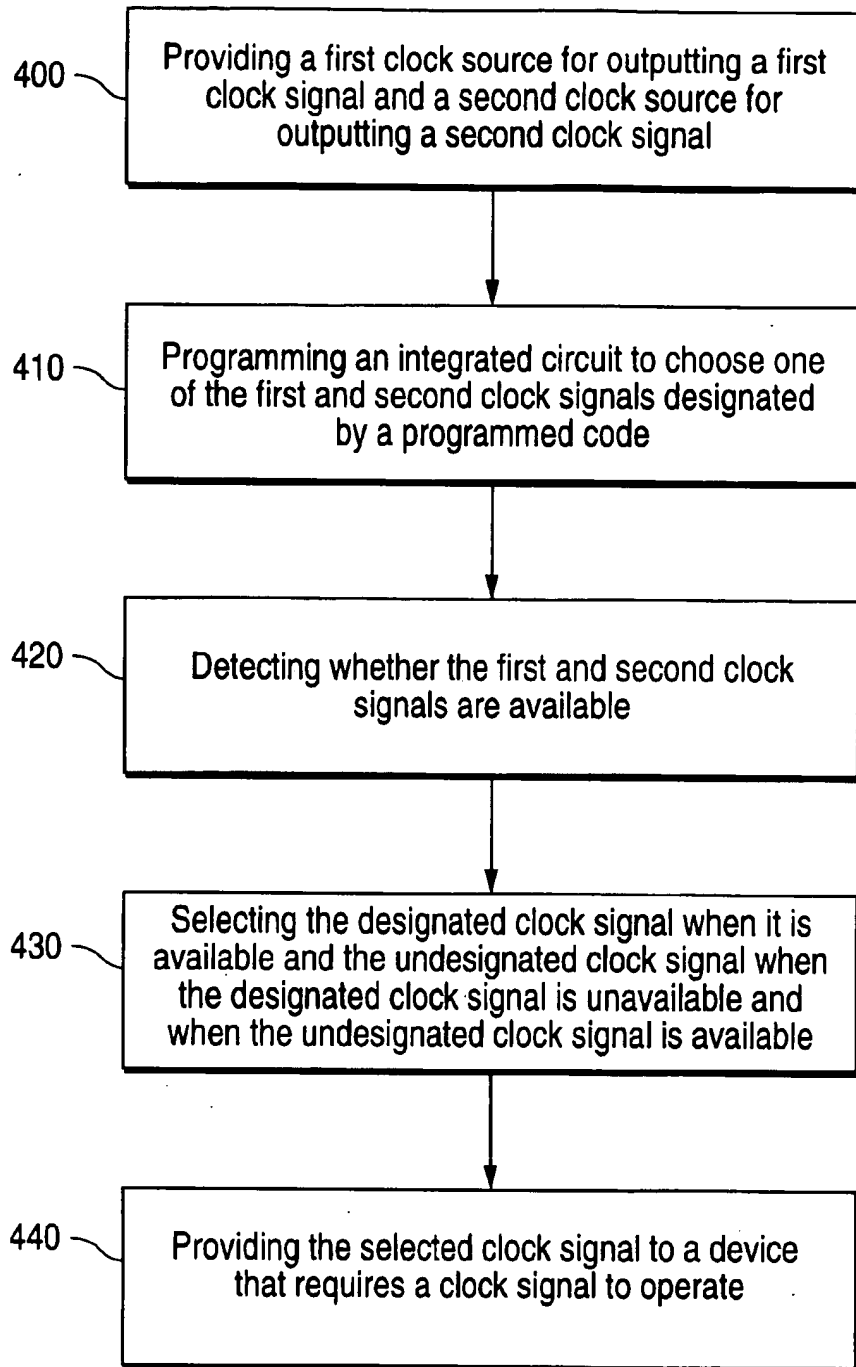 400
Providing a first clock source for outputting a first
clock signal and a second clock source for
outputting a second clock signal
410
Programming an integrated circuit to choose one
of the first and second clock signals designated
by a programmed code
420
Detecting whether the first and second clock
signals are available
430
Selecting the designated clock signal when it is
available and the undesignated clock signal when
the designated clock signal is unavailable and
when the undesignated clock signal is available
440
Providing the selected clock signal to a device
that requires a clock signal to operate